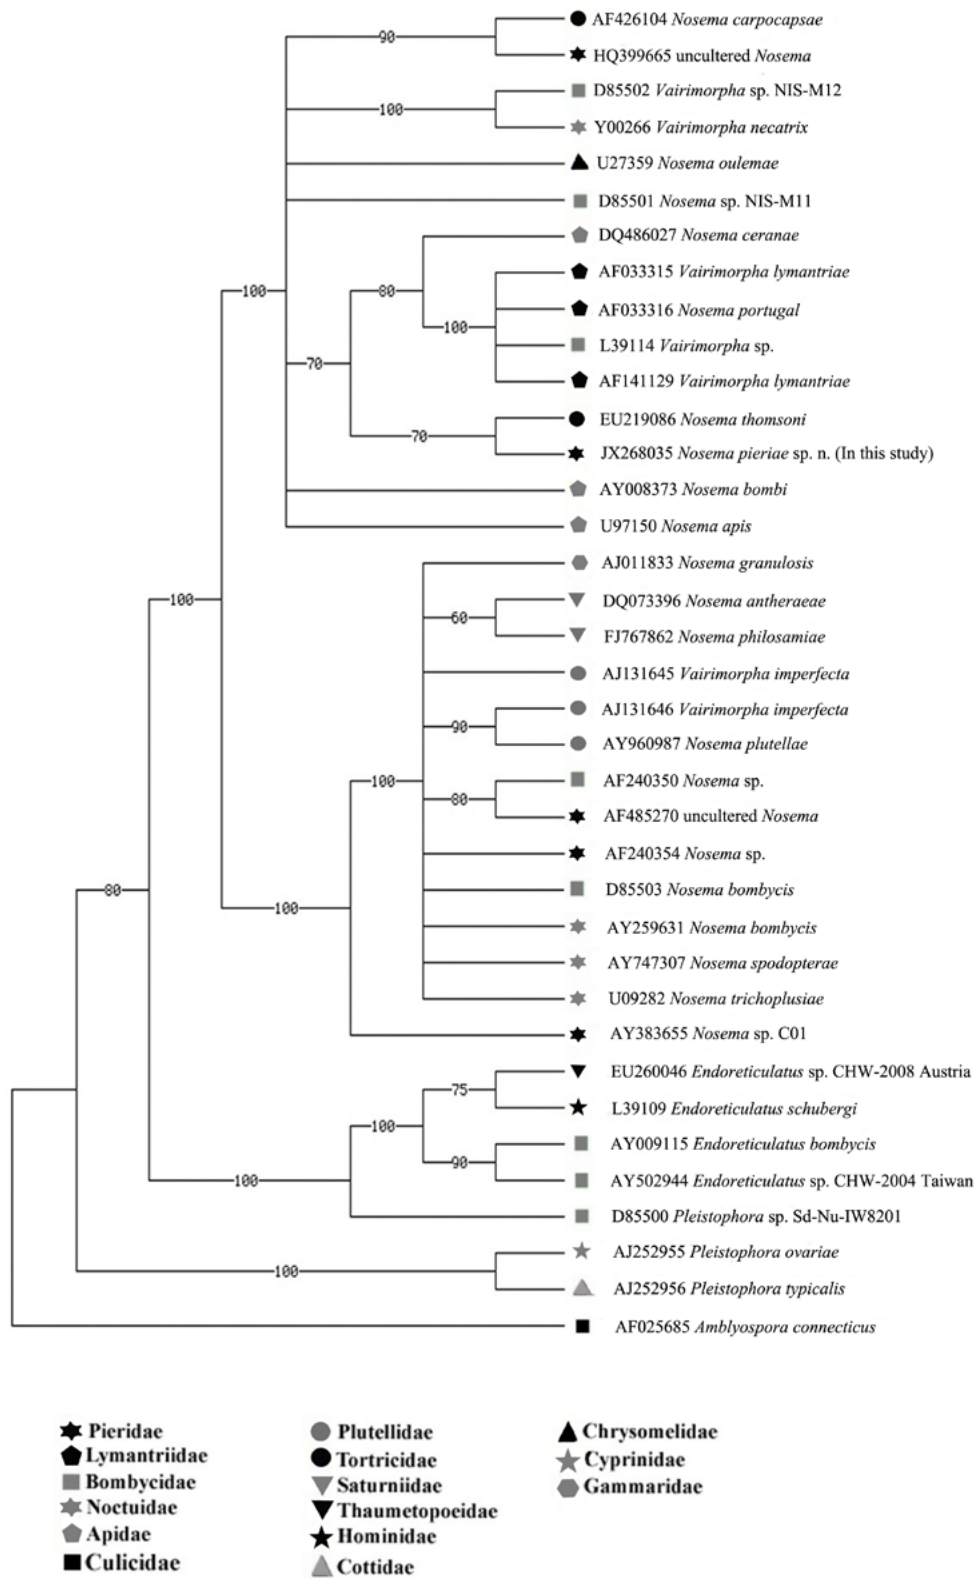 AF426104 Nosema carpocapsae
90
HQ399665 uncultered Nosema
D85502 Vairimorpha sp. NIS-M12
100
Y00266 Vairimorpha necatrix
U27359 Nosema oulemae
D85501 Nosema sp. NIS-M11
DQ486027 Nosema ceranae
AF033315 Vairimorpha lymantriae
100
80
AF033316 Nosema portugal
100
L39114 Vairimorpha sp.
70
AF141129 Vairimorpha lymantriae
EU219086 Nosema thomsoni
70
JX268035 Nosema pieriae sp. n. (In this study)
AY008373 Nosema bombi
U97150 Nosema apis
AJ011833 Nosema granulosis
100
DQ073396 Nosema antheraeae
60
FJ767862 Nosema philosamiae
AJ131645 Vairimorpha imperfecta
AJ131646 Vairimorpha imperfecta
90
AY960987 Nosema plutellae
100
AF240350 Nosema sp.
80
AF485270 uncultered Nosema
AF240354 Nosema sp.
80
D85503 Nosema bombycis
100
AY259631 Nosema bombycis
AY747307 Nosema spodopterae
U09282 Nosema trichoplusiae
AY383655 Nosema sp. C01
EU260046 Endoreticulatus sp. CHW-2008 Austria
75
L39109 Endoreticulatus schubergi
100
AY009115 Endoreticulatus bombycis
90
100
AY502944 Endoreticulatus sp. CHW-2004 Taiwan
D85500 Pleistophora sp. Sd-Nu-IW8201
AJ252955 Pleistophora ovariae
100
AJ252956 Pleistophora typicalis
AF025685 Amblyospora connecticus
Pieridae
Lymantriidae
Bombycidae
Noctuidae
Apidae
Culicidae
Plutellidae
Tortricidae
Saturniidae
Thaumetopoeidae
Hominidae
Cottidae
Chrysomelidae
Cyprinidae
Gammaridae